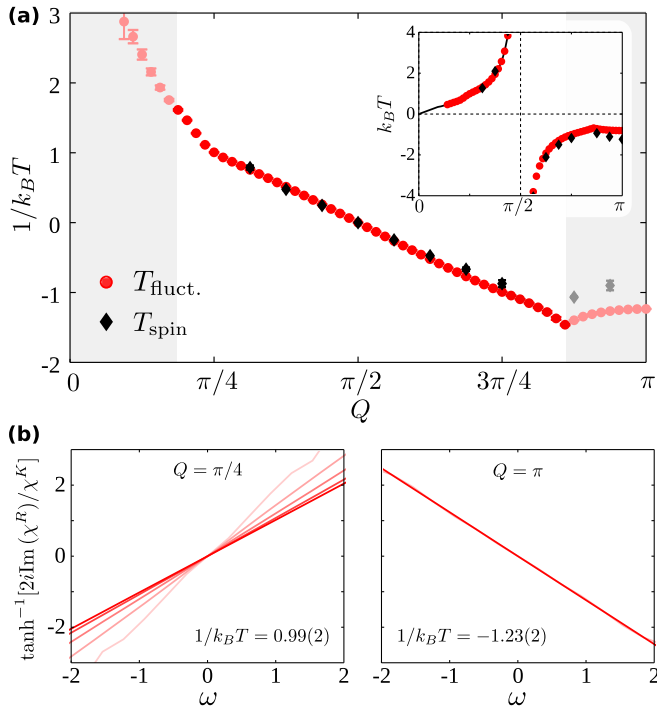 (a)
3
2
1
0
-1
-2
1/k_BT
T_fluct.
T_spin
0
π/4
π/2
3π/4
π
Q
4
2
0
-2
-4
k_BT
0
π/2
π
(b)
tanh⁻¹[2iIm(χ^R)/χ^K]
2
0
-2
Q = π/4
1/k_BT = 0.99(2)
-2
-1
0
1
2
ω
Q = π
1/k_BT = −1.23(2)
-2
-1
0
1
2
ω